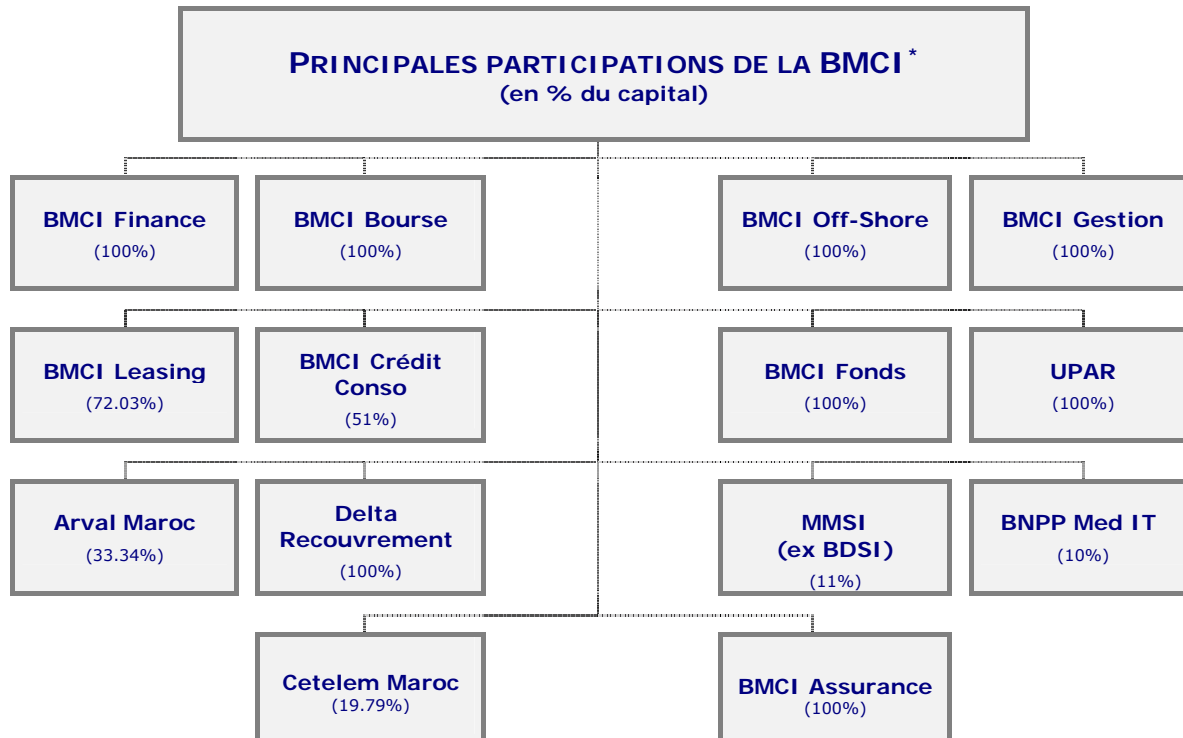 PRINCIPALES PARTICIPATIONS DE LA BMCI*
(en % du capital)
BMCI Finance
(100%)
BMCI Bourse
(100%)
BMCI Off-Shore
(100%)
BMCI Gestion
(100%)
BMCI Leasing
(72.03%)
BMCI Crédit
Conso
(51%)
BMCI Fonds
(100%)
UPAR
(100%)
Arval Maroc
(33.34%)
Delta
Recouvrement
(100%)
MMSI
(ex BDSI)
(11%)
BNPP Med IT
(10%)
Cetelem Maroc
(19.79%)
BMCI Assurance
(100%)